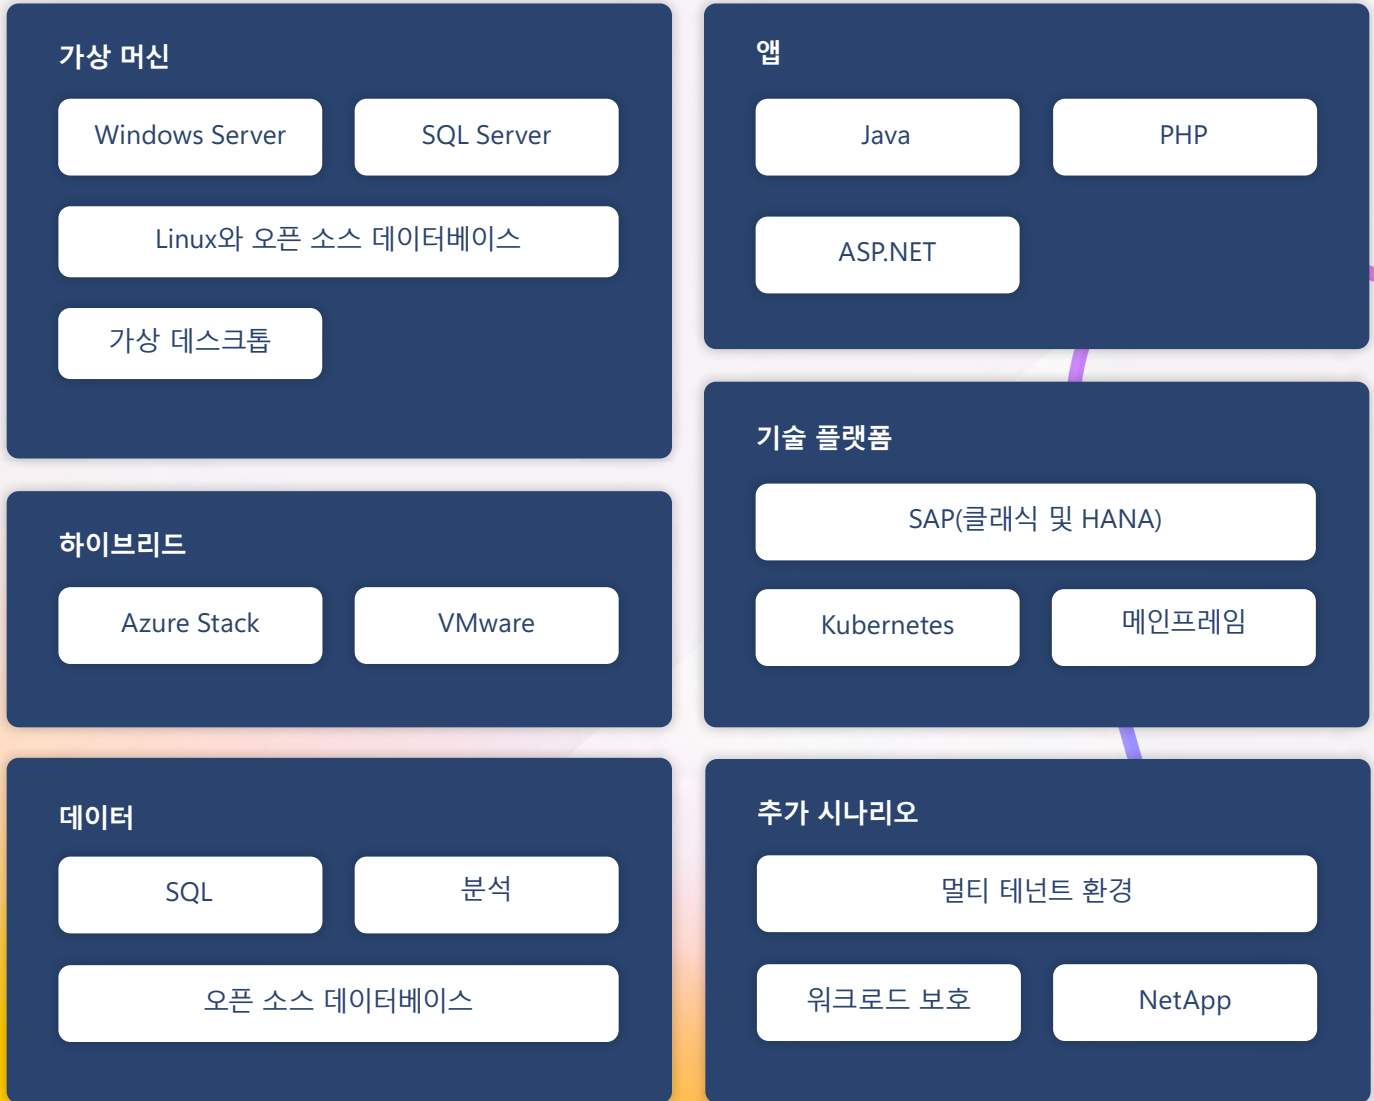 가상 머신
Windows Server
SQL Server
Linux와 오픈 소스 데이터베이스
가상 데스크톱
앱
Java
PHP
ASP.NET
하이브리드
Azure Stack
VMware
기술 플랫폼
SAP(클래식 및 HANA)
Kubernetes
메인프레임
데이터
SQL
분석
오픈 소스 데이터베이스
추가 시나리오
멀티 테넌트 환경
워크로드 보호
NetApp